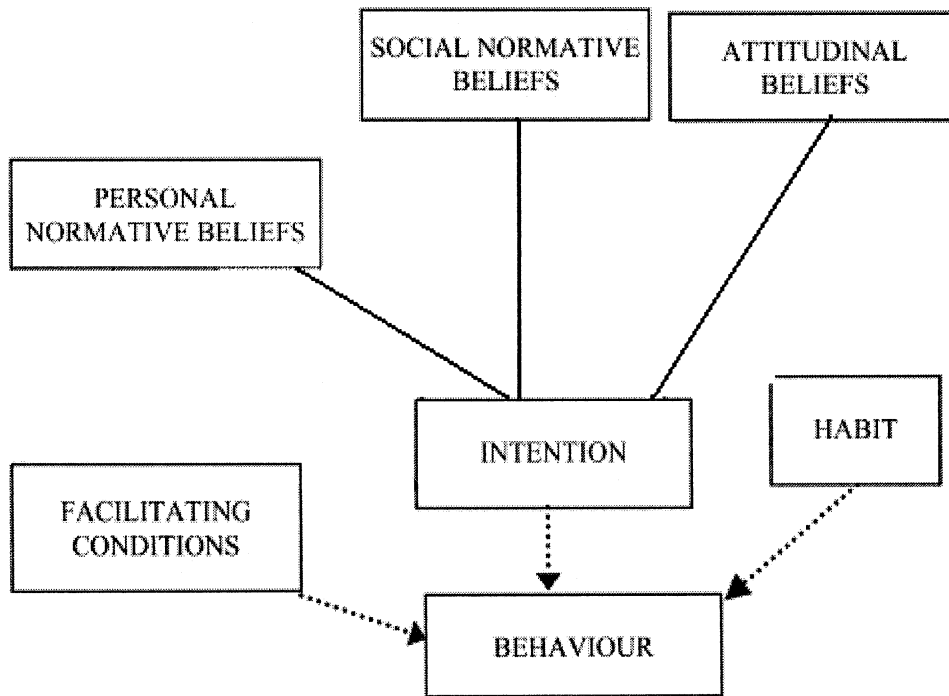 SOCIAL NORMATIVE
BELIEFS
ATTITUDINAL
BELIEFS
PERSONAL
NORMATIVE BELIEFS
INTENTION
HABIT
FACILITATING
CONDITIONS
BEHAVIOUR